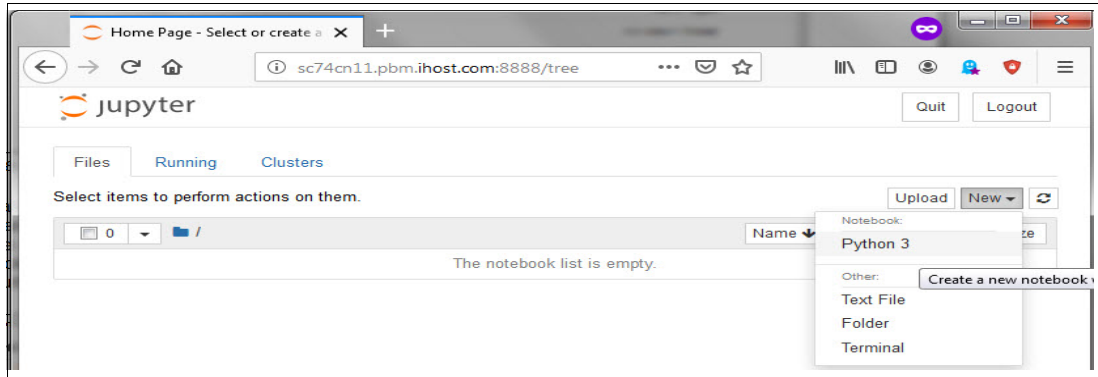 Home Page - Select or create a
sc74cn11.pbm.ihost.com:8888/tree
jupyter
Quit Logout
Files Running Clusters
Select items to perform actions on them.
Upload New
0 / Name ze
The notebook list is empty.
Notebook:
Python 3
Create a new notebook
Other:
Text File
Folder
Terminal